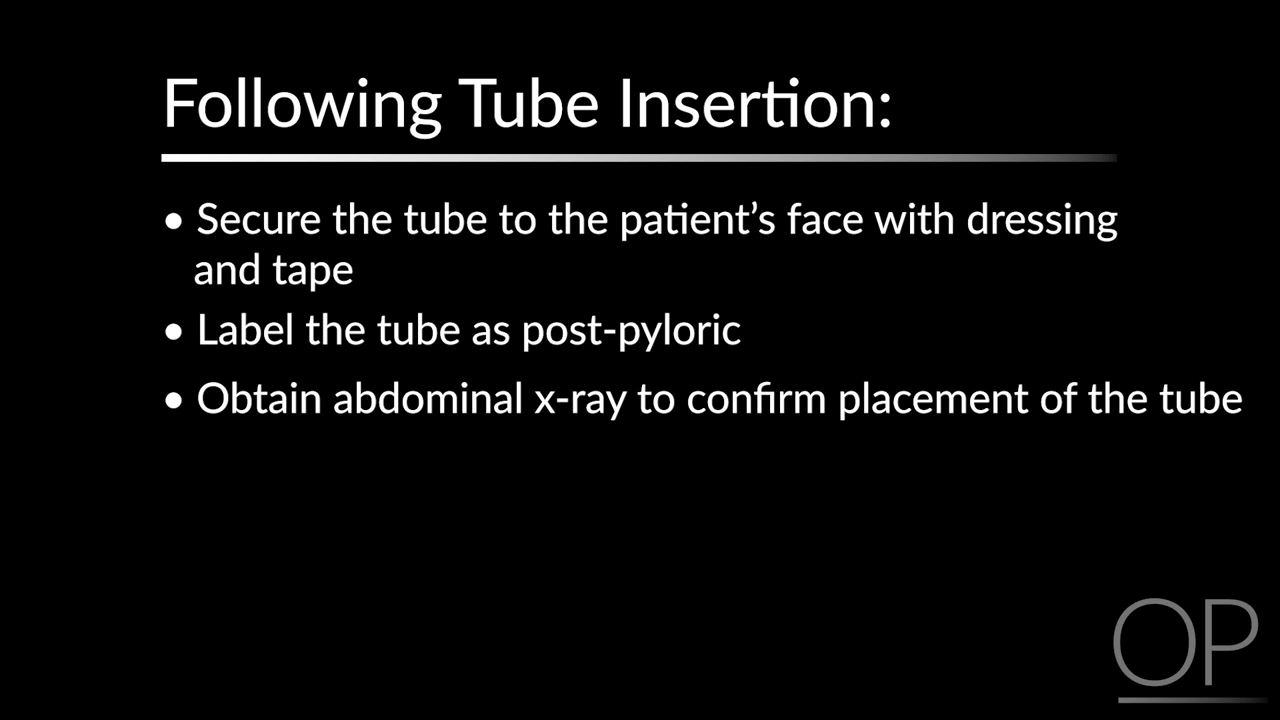 Following Tube Insertion:
• Secure the tube to the patient’s face with dressing
and tape
• Label the tube as post-pyloric
• Obtain abdominal x-ray to confirm placement of the tube
OP